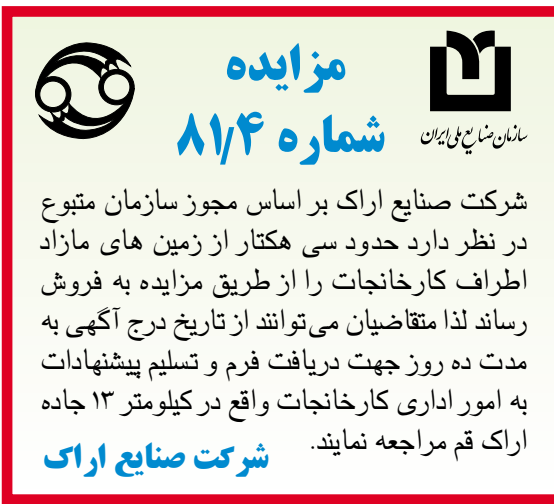 مزایده
شماره ۸۱/۴
سازمان صنایع ملی ایران
شرکت صنایع اراک بر اساس مجوز سازمان متبوع
در نظر دارد حدود سی هکتار از زمین های مازاد
اطراف کارخانجات را از طریق مزایده به فروش
رساند لذا متقاضیان می‌توانند از تاریخ درج آگهی به
مدت ده روز جهت دریافت فرم و تسلیم پیشنهادات
به امور اداری کارخانجات واقع در کیلومتر ۱۳ جاده
اراک قم مراجعه نمایند.
شرکت صنایع اراک